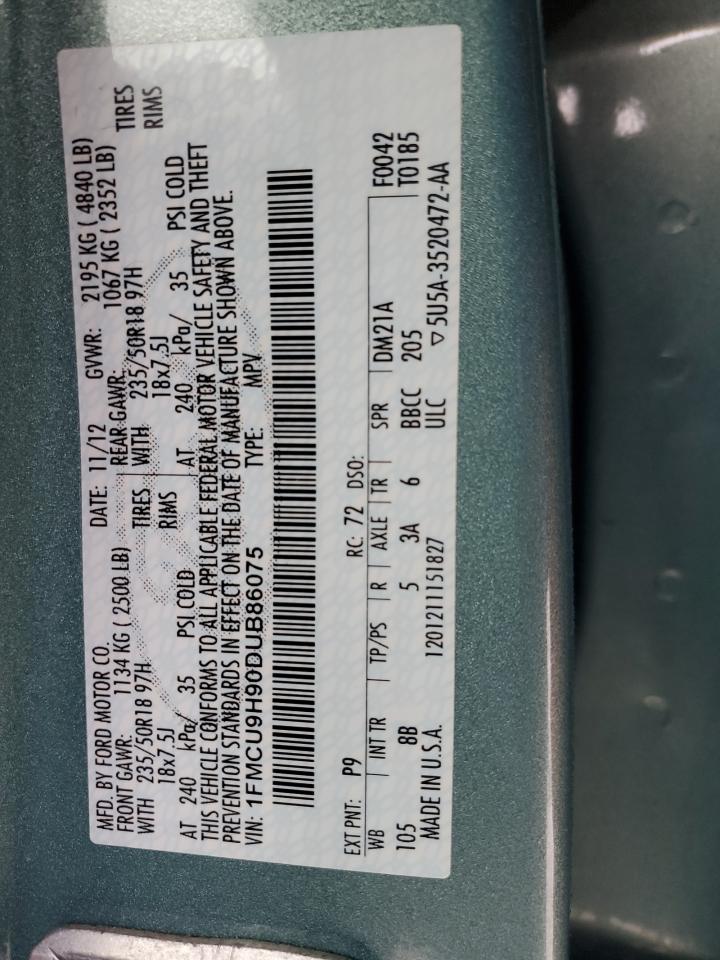 MFD. BY FORD MOTOR CO. DATE: 11/12 GVWR: 2195 KG ( 4840 LB)
FRONT GAWR: 1134 KG ( 2500 LB) REAR GAWR: 1067 KG ( 2352 LB)
WITH 235/50R18 97H TIRES WITH 235/50R18 97H TIRES
18x7.5J RIMS 18x7.5J RIMS
AT 240 kPa/ 35 PSI COLD AT 240 kPa/ 35 PSI COLD
THIS VEHICLE CONFORMS TO ALL APPLICABLE FEDERAL MOTOR VEHICLE SAFETY AND THEFT
PREVENTION STANDARDS IN EFFECT ON THE DATE OF MANUFACTURE SHOWN ABOVE.
VIN: 1FMCU9H90DUB86075 TYPE: MPV
EXT PNT: P9 RC: 72 DSO: F0042
WB INT TR TP/PS R AXLE TR SPR DM21A T0185
105 8B 5 3A 6 BBCC 205
MADE IN U.S.A. 1201211151827 ULC ▽5U5A-3520472-AA